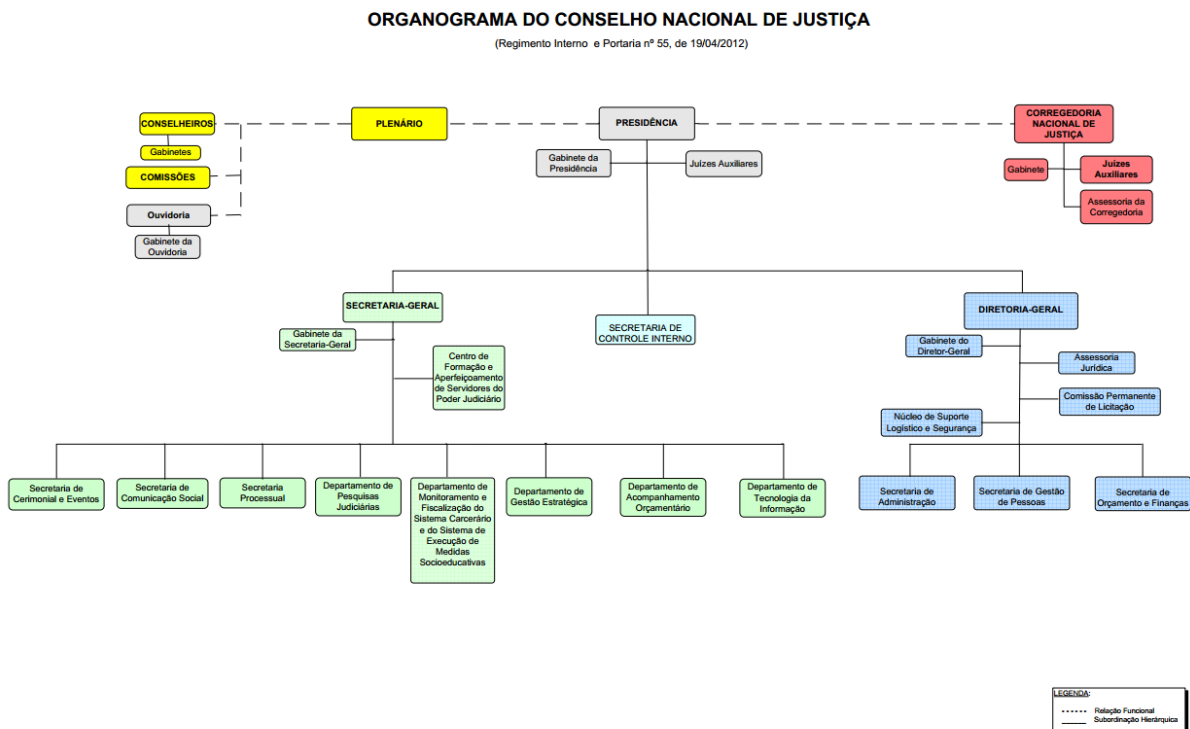 ORGANOGRAMA DO CONSELHO NACIONAL DE JUSTIÇA
(Regimento Interno e Portaria nº 55, de 19/04/2012)
CONSELHEIROS
Gabinetes
COMISSÕES
Ouvidoria
Gabinete da
Ouvidoria
PLENÁRIO
PRESIDÊNCIA
Gabinete da
Presidência
Juízes Auxiliares
CORREGEDORIA
NACIONAL DE
JUSTIÇA
Gabinete
Juízes
Auxiliares
Assessoria da
Corregedoria
SECRETARIA-GERAL
Gabinete da
Secretaria-Geral
Centro de
Formação e
Aperfeiçoamento
de Servidores do
Poder Judiciário
SECRETARIA DE
CONTROLE INTERNO
DIRETORIA-GERAL
Gabinete do
Diretor-Geral
Assessoria
Jurídica
Comissão Permanente
de Licitação
Núcleo de Suporte
Logístico e Segurança
Secretaria de
Cerimonial e Eventos
Secretaria de
Comunicação Social
Secretaria
Processual
Departamento de
Pesquisas
Judiciárias
Departamento de
Monitoramento e
Fiscalização do
Sistema Carcerário
e do Sistema de
Execução de
Medidas
Socioeducativas
Departamento de
Gestão Estratégica
Departamento de
Acompanhamento
Orçamentário
Departamento de
Tecnologia da
Informação
Secretaria de
Administração
Secretaria de Gestão
de Pessoas
Secretaria de
Orçamento e Finanças
LEGENDA:
Relação Funcional
Subordinação Hierárquica